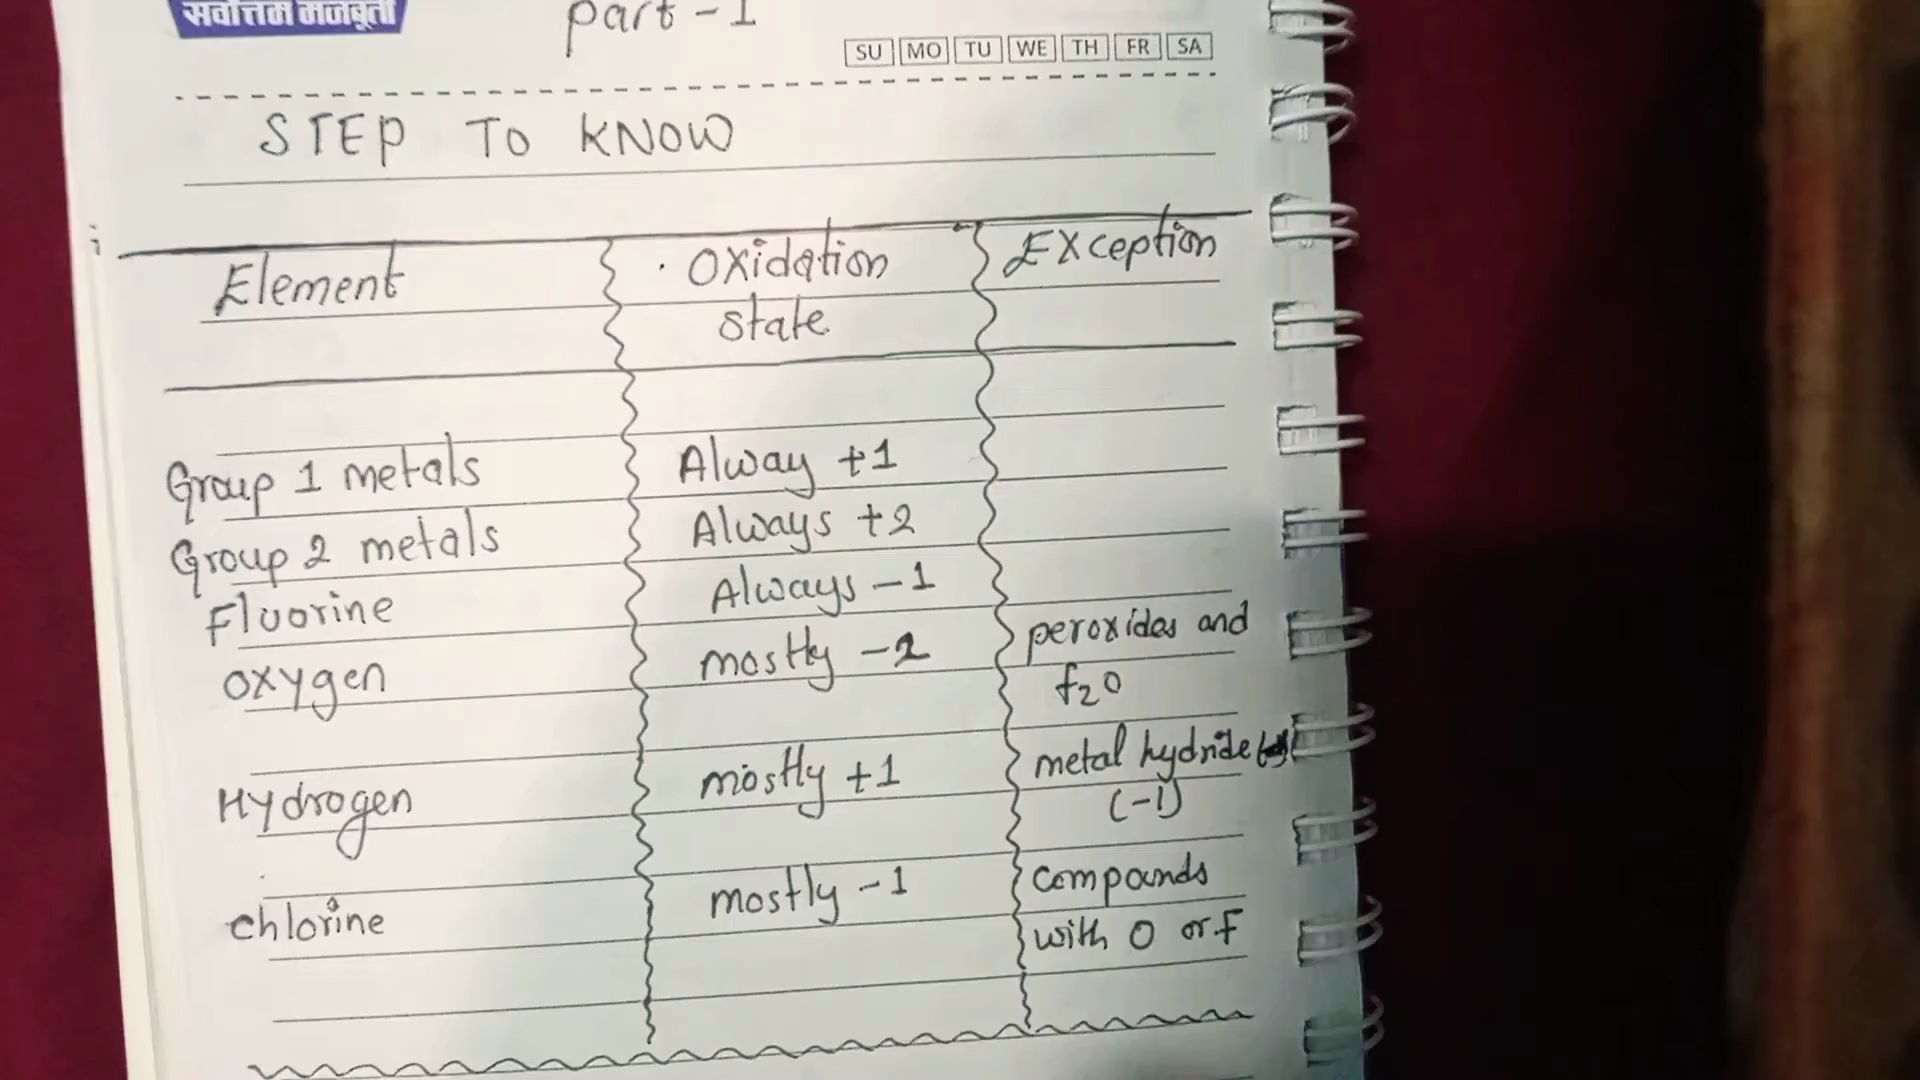 सर्वोत्तम मजबूती
part - 1
SU MO TU WE TH FR SA
STEP TO KNOW
Element Oxidation state Exception
Group 1 metals Alway +1
Group 2 metals Always +2
Fluorine Always -1
Oxygen mostly -2 peroxides and
f₂0
Hydrogen mostly +1 metal hydride
(-1)
chlorine mostly -1 compounds
with O or F